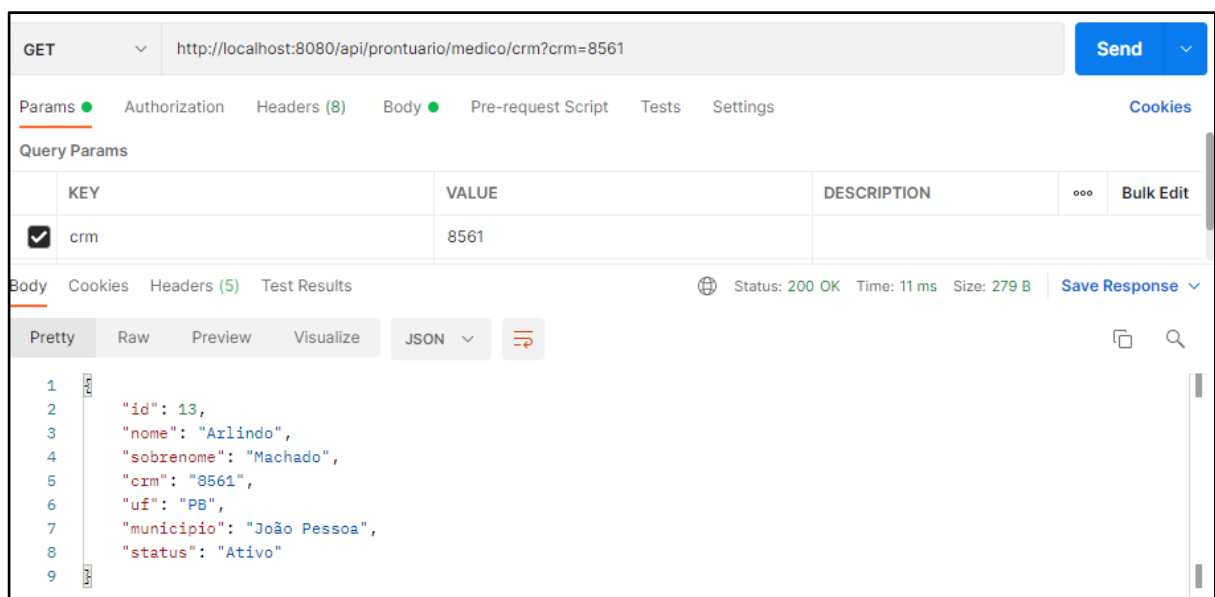 GET http://localhost:8080/api/prontuario/medico/crm?crm=8561 Send
Params Authorization Headers (8) Body Pre-request Script Tests Settings Cookies
Query Params
KEY VALUE DESCRIPTION ooo Bulk Edit
crm 8561
Body Cookies Headers (5) Test Results Status: 200 OK Time: 11 ms Size: 279 B Save Response
Pretty Raw Preview Visualize JSON
1 {
2 "id": 13,
3 "nome": "Arlindo",
4 "sobrenome": "Machado",
5 "crm": "8561",
6 "uf": "PB",
7 "municipio": "João Pessoa",
8 "status": "Ativo"
9 }